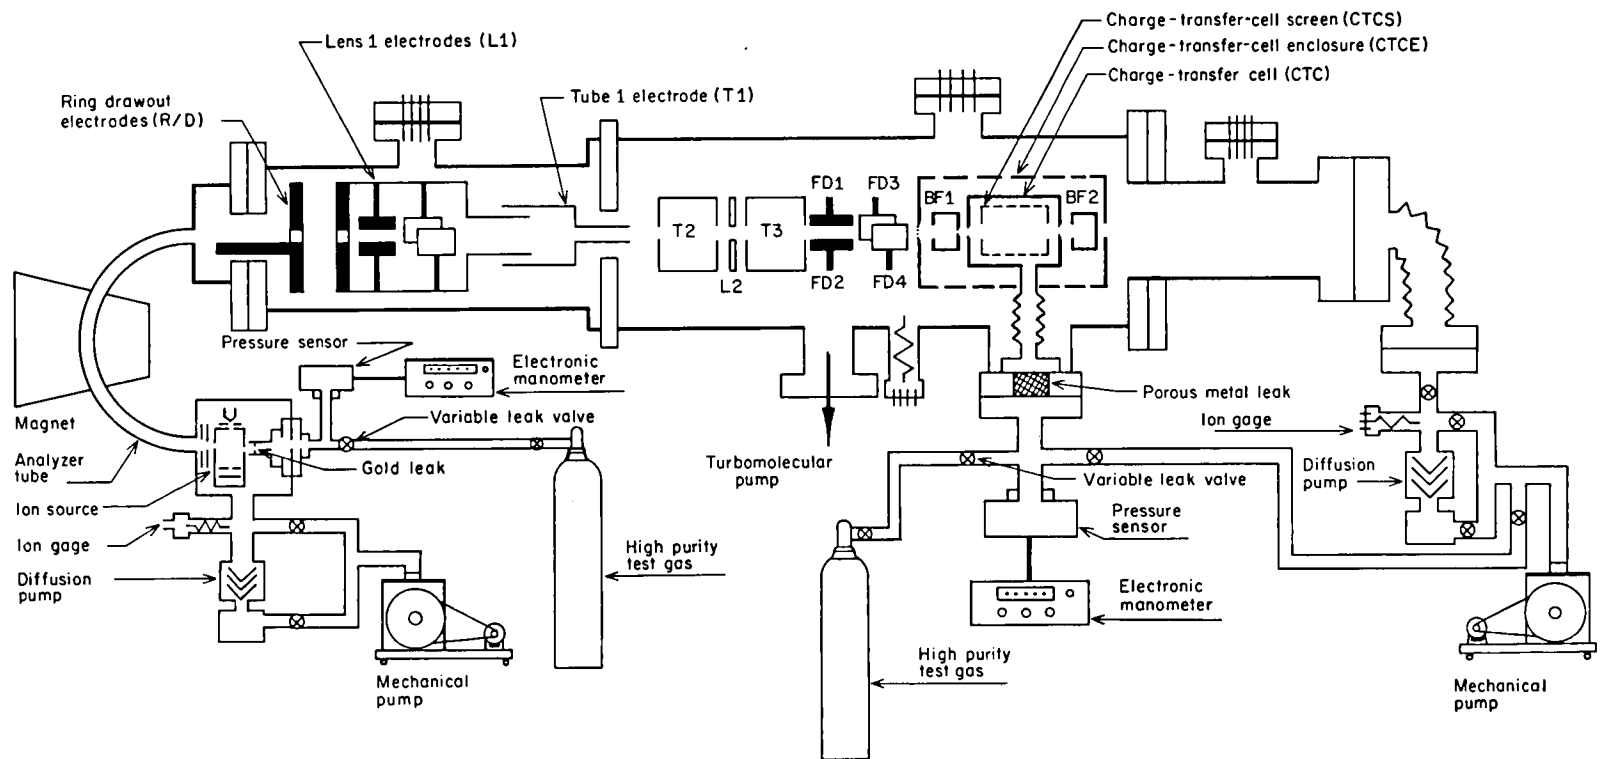 Charge-transfer-cell screen (CTCS)
Lens 1 electrodes (L1)
Charge-transfer-cell enclosure (CTCE)
Charge-transfer cell (CTC)
Ring drawout
electrodes (R/D)
Tube 1 electrode (T1)
FD1
FD3
BF1
BF2
T2
T3
L2
FD2
FD4
Pressure sensor
Electronic
manometer
Porous metal leak
Magnet
Variable leak valve
Ion gage
Analyzer
tube
Gold leak
Turbomolecular
pump
Variable leak valve
Diffusion
pump
Ion source
Pressure
sensor
Ion gage
High purity
test gas
Diffusion
pump
Electronic
manometer
High purity
test gas
Mechanical
pump
Mechanical
pump